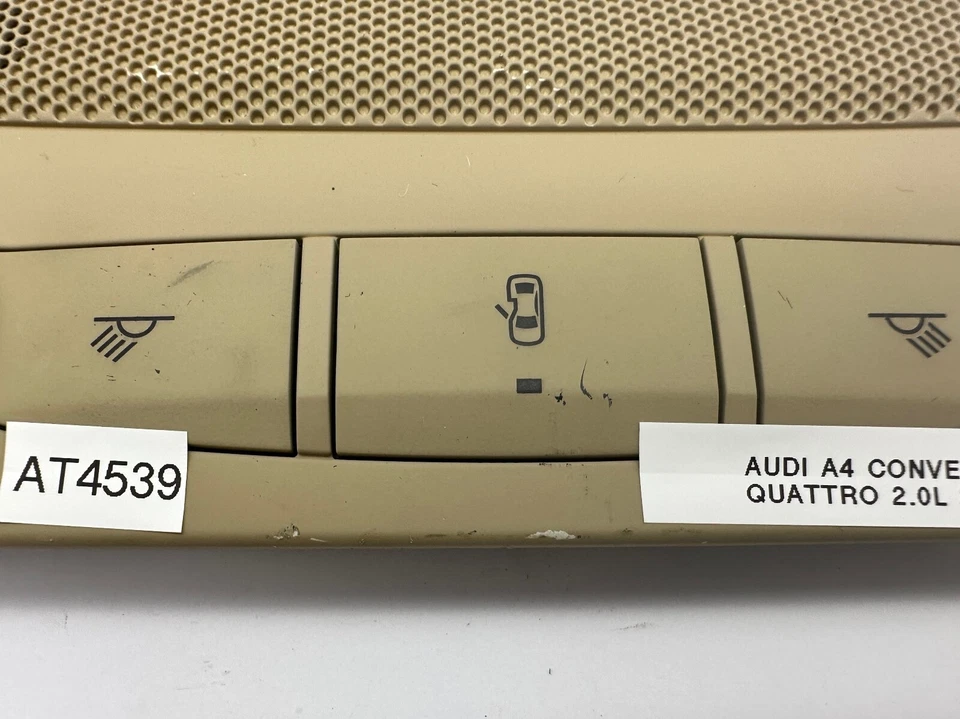 AT4539
AUDI A4 CONVE
QUATTRO 2.0L